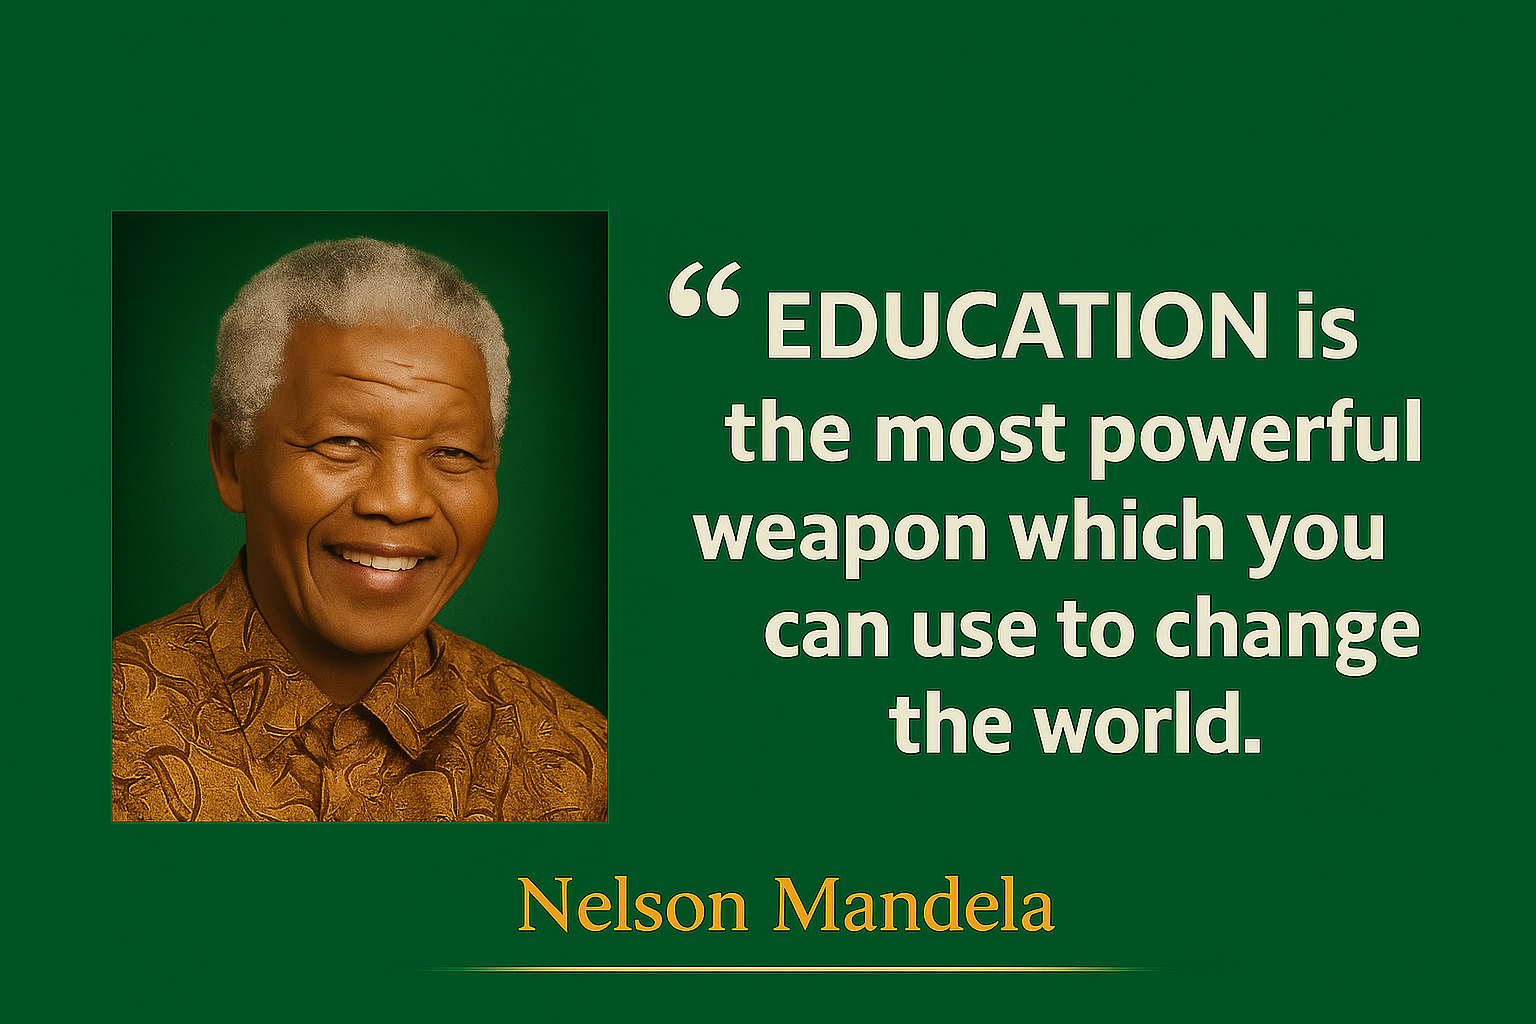 “ EDUCATION is
the most powerful
weapon which you
can use to change
the world.
Nelson Mandela